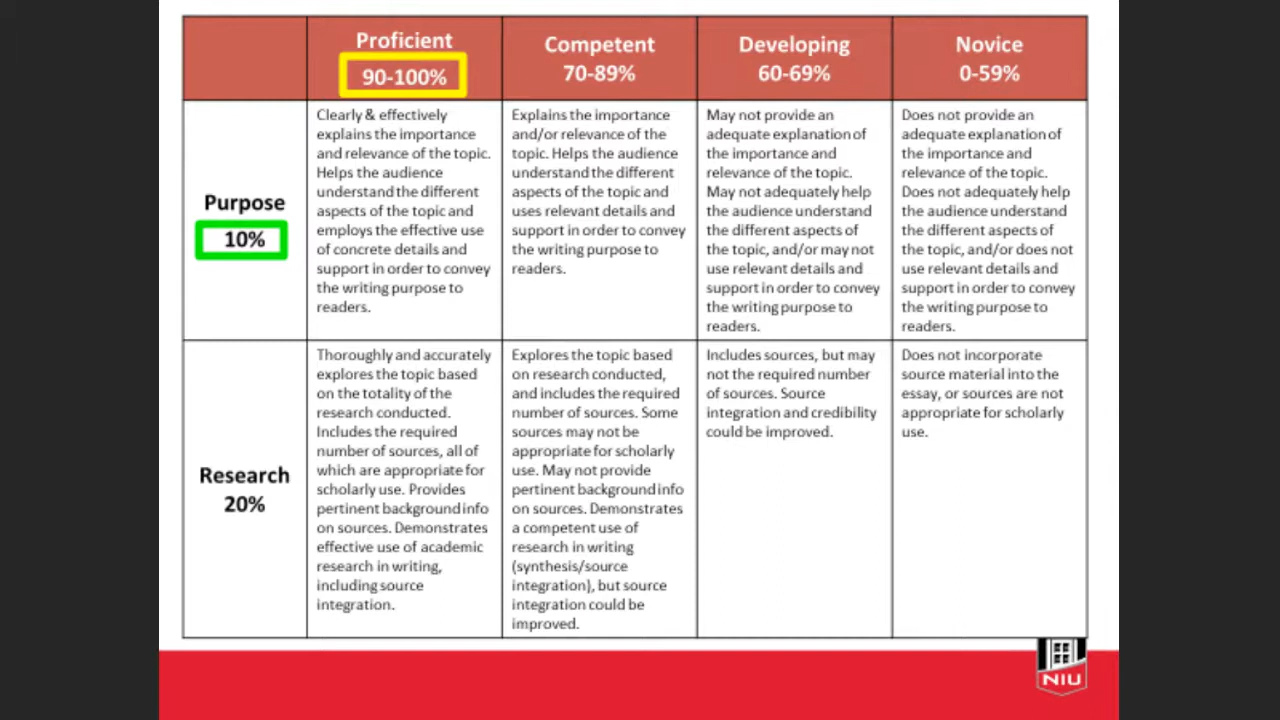 Proficient
90-100%
Competent
70-89%
Developing
60-69%
Novice
0-59%
Purpose
10%
Clearly & effectively
explains the importance
and relevance of the topic.
Helps the audience
understand the different
aspects of the topic and
employs the effective use
of concrete details and
support in order to convey
the writing purpose to
readers.
Explains the importance
and/or relevance of the
topic. Helps the audience
understand the different
aspects of the topic and
uses relevant details and
support in order to convey
the writing purpose to
readers.
May not provide an
adequate explanation of
the importance and
relevance of the topic.
May not adequately help
the audience understand
the different aspects of
the topic, and/or may not
use relevant details and
support in order to convey
the writing purpose to
readers.
Does not provide an
adequate explanation of
the importance and
relevance of the topic.
Does not adequately help
the audience understand
the different aspects of
the topic, and/or does not
use relevant details and
support in order to convey
the writing purpose to
readers.
Research
20%
Thoroughly and accurately
explores the topic based
on the totality of the
research conducted.
Includes the required
number of sources, all of
which are appropriate for
scholarly use. Provides
pertinent background info
on sources. Demonstrates
effective use of academic
research in writing,
including source
integration.
Explores the topic based
on research conducted,
and includes the required
number of sources. Some
sources may not be
appropriate for scholarly
use. May not provide
pertinent background info
on sources. Demonstrates
a competent use of
research in writing
(synthesis/source
integration), but source
integration could be
improved.
Includes sources, but may
not the required number
of sources. Source
integration and credibility
could be improved.
Does not incorporate
source material into the
essay, or sources are not
appropriate for scholarly
use.
NIU